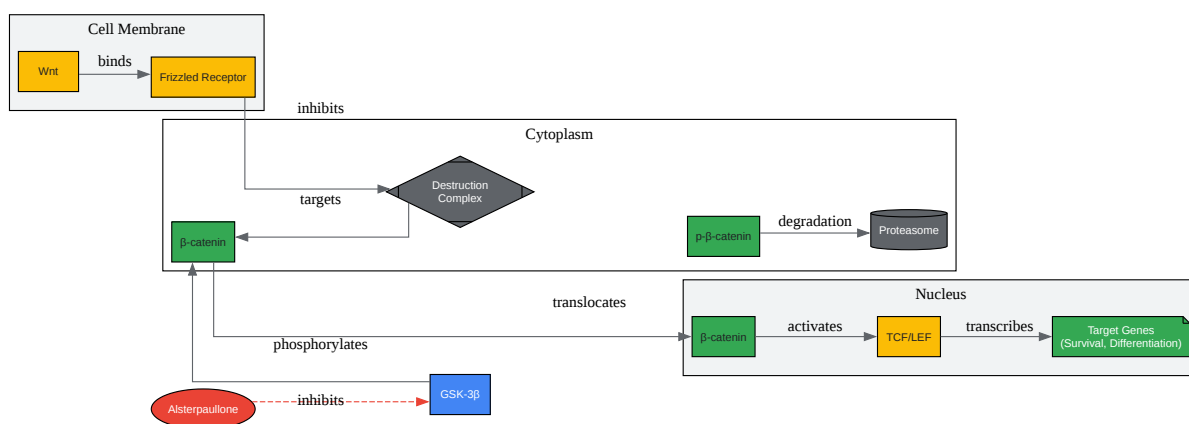 Cell Membrane
Wnt
binds
Frizzled Receptor
inhibits
Cytoplasm
Destruction
Complex
targets
β-catenin
p-β-catenin
degradation
Proteasome
translocates
Nucleus
β-catenin
activates
TCF/LEF
transcribes
Target Genes
(Survival, Differentiation)
phosphorylates
GSK-3β
Alsterpaullone
inhibits